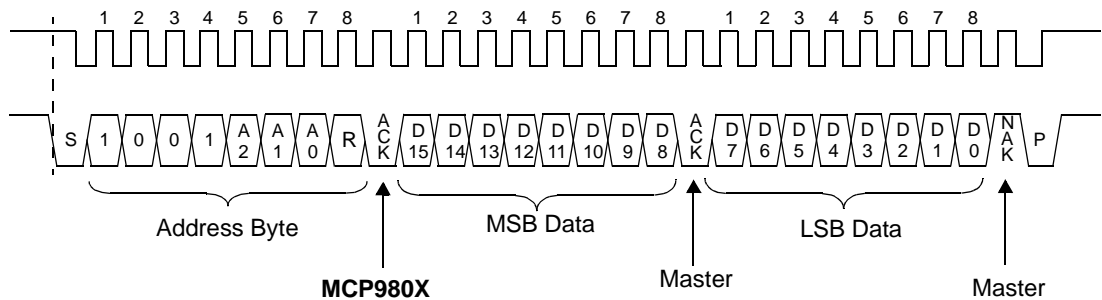 1 2 3 4 5 6 7 8 1 2 3 4 5 6 7 8 1 2 3 4 5 6 7 8
S 1 0 0 1 A2 A1 A0 R ACK D15 D14 D13 D12 D11 D10 D9 D8 ACK D7 D6 D5 D4 D3 D2 D1 D0 NAK P
Address Byte MSB Data LSB Data
MCP980X Master Master